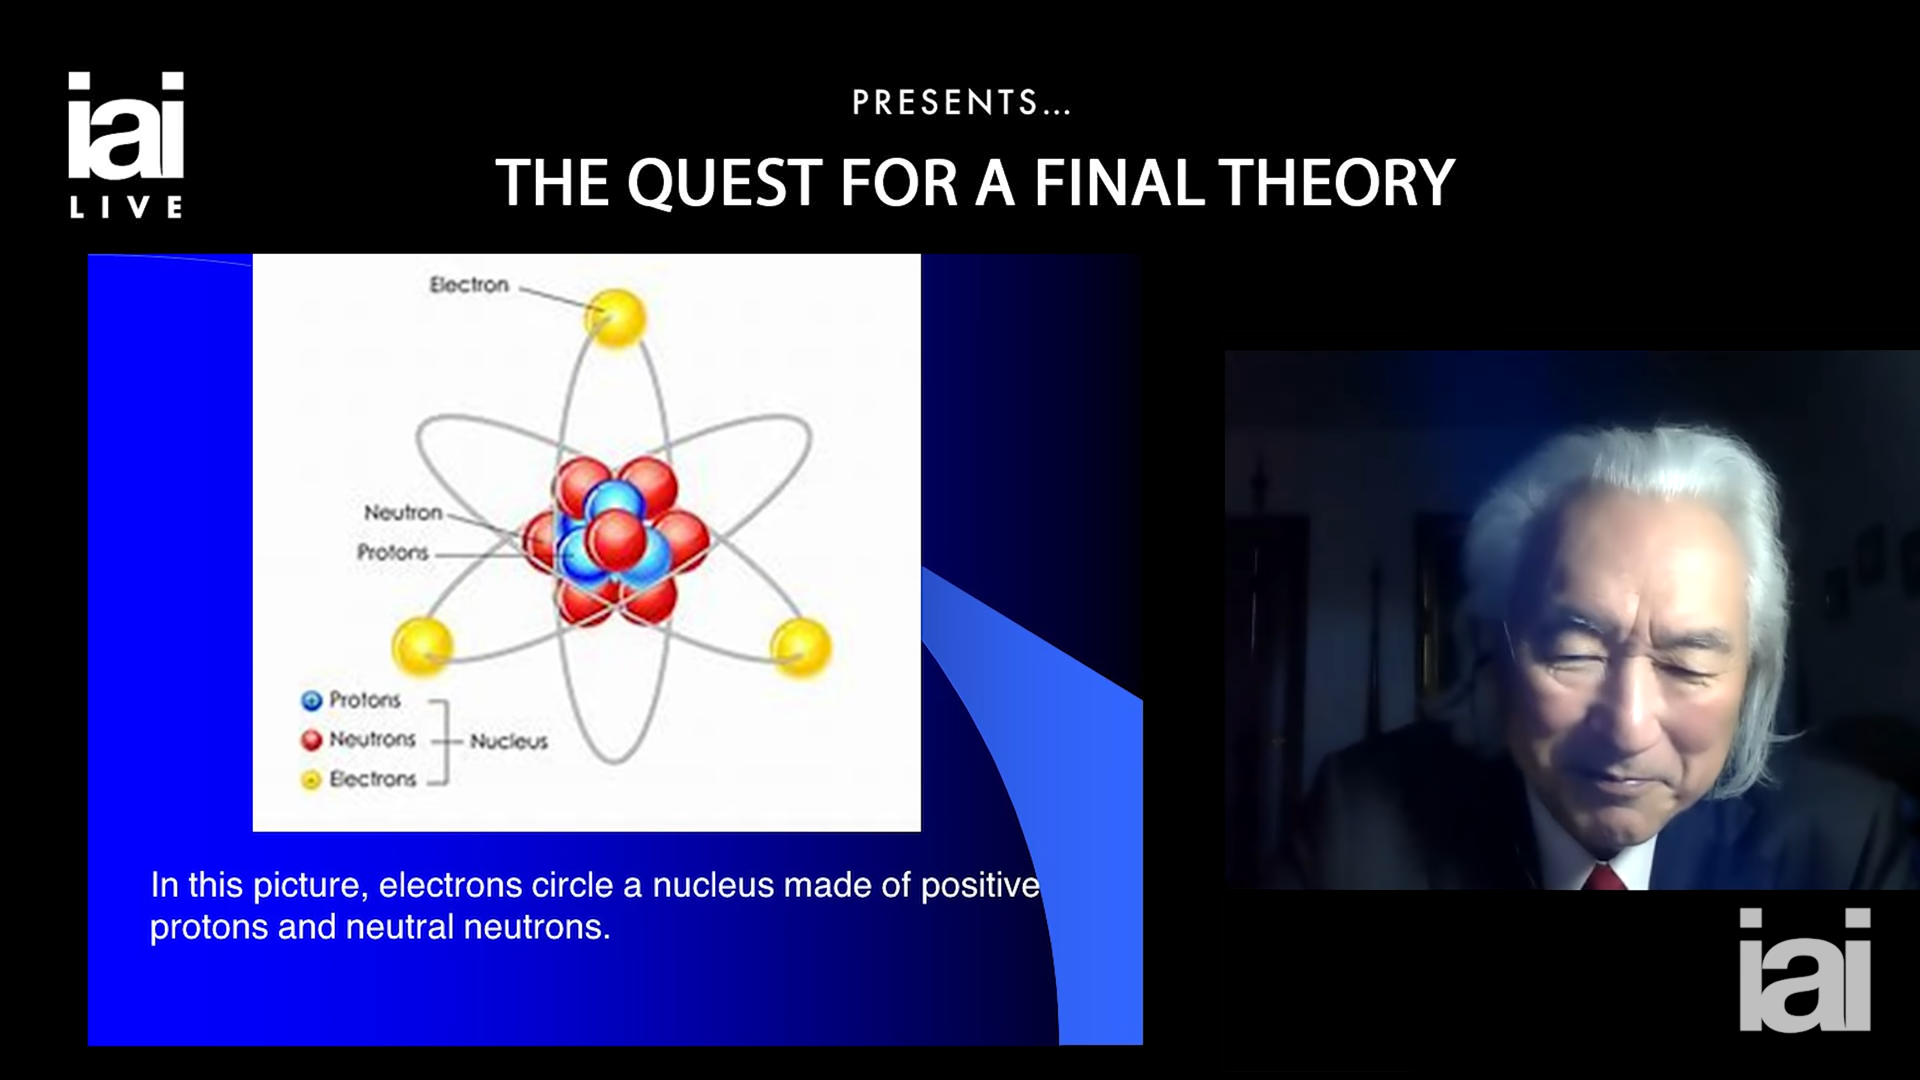 iai
LIVE
PRESENTS...
THE QUEST FOR A FINAL THEORY
Electron
Neutron
Protons
Protons
Neutrons
Nucleus
Electrons
In this picture, electrons circle a nucleus made of positive
protons and neutral neutrons.
iai